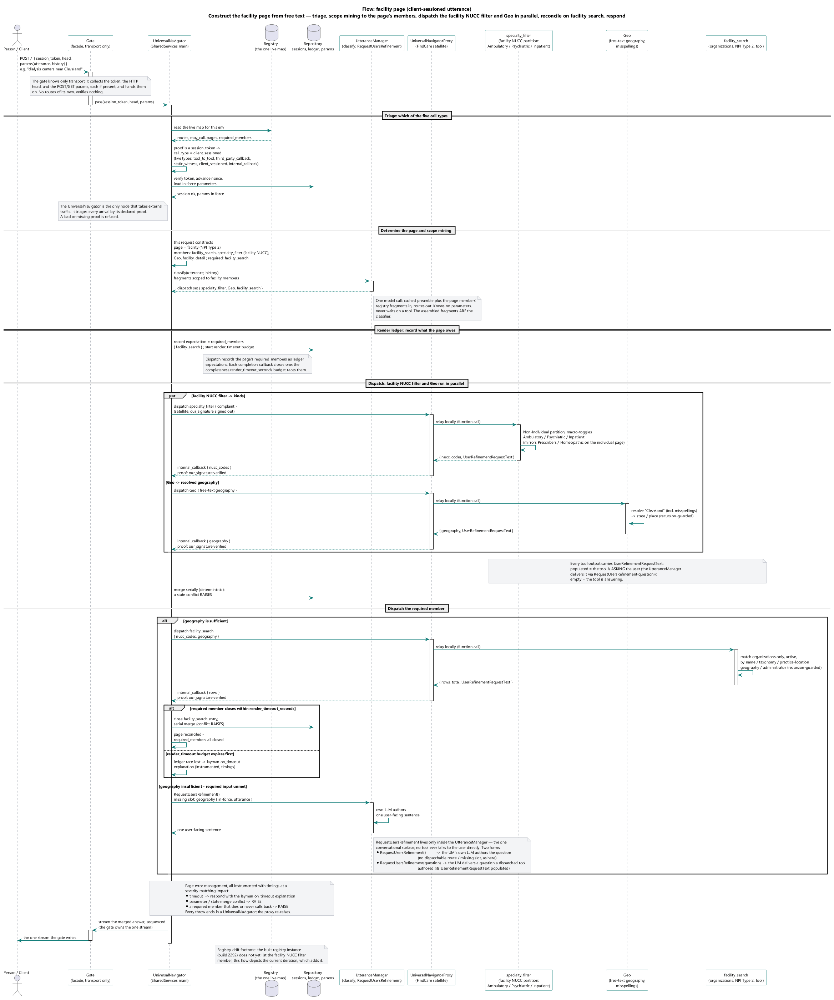 Flow: facility page (client-sessioned utterance)
Construct the facility page from free text — triage, scope mining to the page's members, dispatch the facility NUCC filter and Geo in parallel, reconcile on facility_search, respond
Person / Client
Gate
(facade, transport only)
UniversalNavigator
(SharedServices main)
Registry
(the one live map)
Repository
sessions, ledger, params
UtteranceManager
(classify; RequestUsersRefinement)
UniversalNavigatorProxy
(FindCare satellite)
specialty_filter
(facility NUCC partition:
Ambulatory / Psychiatric / Inpatient)
Geo
(free-text geography,
misspellings)
facility_search
(organizations, NPI Type 2, tool)
POST /  { session_token, head,
params(utterance, history) }
e.g. "dialysis centers near Cleveland"
The gate knows only transport: it collects the token, the HTTP
head, and the POST/GET params, each if present, and hands them
on. No routes of its own, verifies nothing.
pass(session_token, head, params)
Triage: which of the five call types
read the live map for this env
routes, may_call, pages, required_members
proof is a session_token ->
call_type = client_sessioned
(five types: tool_to_tool, third_party_callback,
static_witness, client_sessioned, internal_callback)
verify token, advance nonce,
load in-force parameters
session ok, params in force
The UniversalNavigator is the only node that takes external
traffic. It triages every arrival by its declared proof.
A bad or missing proof is refused.
Determine the page and scope mining
this request constructs
page = facility (NPI Type 2)
members: facility_search, specialty_filter (facility NUCC),
Geo, facility_detail ; required: facility_search
classify(utterance, history)
fragments scoped to facility members
dispatch set { specialty_filter, Geo, facility_search }
One model call: cached preamble plus the page members'
registry fragments in, routes out. Knows no parameters,
never waits on a tool. The assembled fragments ARE the
classifier.
Render ledger: record what the page owes
record expectation = required_members
{ facility_search } ; start render_timeout budget
Dispatch records the page's required_members as ledger
expectations. Each completion callback closes one; the
completeness.render_timeout_seconds budget races them.
Dispatch: facility NUCC filter and Geo run in parallel
par [facility NUCC filter -> kinds]
dispatch specialty_filter { complaint }
(satellite, our_signature signed out)
relay locally (function call)
Non-Individual partition; macro-toggles
Ambulatory / Psychiatric / Inpatient
(mirrors Prescribers / Homeopathic on the individual page)
{ nucc_codes, UserRefinementRequestText }
internal_callback { nucc_codes }
proof: our_signature verified
[Geo -> resolved geography]
dispatch Geo { free-text geography }
relay locally (function call)
resolve "Cleveland" (incl. misspellings)
-> state / place (recursion-guarded)
{ geography, UserRefinementRequestText }
internal_callback { geography }
proof: our_signature verified
Every tool output carries UserRefinementRequestText:
populated = the tool is ASKING the user (the UtteranceManager
delivers it via RequestUsersRefinement(question));
empty = the tool is answering.
merge serially (deterministic);
a state conflict RAISES
Dispatch the required member
alt [geography is sufficient]
dispatch facility_search
{ nucc_codes, geography }
relay locally (function call)
match organizations only, active,
by name / taxonomy / practice-location
geography / administrator (recursion-guarded)
{ rows, total, UserRefinementRequestText }
internal_callback { rows }
proof: our_signature verified
alt [required member closes within render_timeout_seconds]
close facility_search entry;
serial merge (conflict RAISES)
page reconciled -
required_members all closed
[render_timeout budget expires first]
ledger race lost -> layman on_timeout
explanation (instrumented, timings)
[geography insufficient - required input unmet]
RequestUsersRefinement()
missing slot: geography { in-force, utterance }
own LLM authors
one user-facing sentence
one user-facing sentence
RequestUsersRefinement lives only inside the UtteranceManager — the one
conversational surface; no tool ever talks to the user directly. Two forms:
• RequestUsersRefinement()          -> the UM's own LLM authors the question
(no dispatchable route / missing slot, as here)
• RequestUsersRefinement(question)  -> the UM delivers a question a dispatched tool
authored (its UserRefinementRequestText populated)
Page error management, all instrumented with timings at a
severity matching impact:
• timeout  -> respond with the layman on_timeout explanation
• parameter / state merge conflict -> RAISE
• a required member that dies or never calls back -> RAISE
Every throw ends in a UniversalNavigator; the proxy re-raises.
stream the merged answer, sequenced
(the gate owns the one stream)
the one stream the gate writes
Registry drift footnote: the built registry instance
(build 2292) does not yet list the facility NUCC filter
member; this flow depicts the current iteration, which adds it.
Person / Client
Gate
(facade, transport only)
UniversalNavigator
(SharedServices main)
Registry
(the one live map)
Repository
sessions, ledger, params
UtteranceManager
(classify; RequestUsersRefinement)
UniversalNavigatorProxy
(FindCare satellite)
specialty_filter
(facility NUCC partition:
Ambulatory / Psychiatric / Inpatient)
Geo
(free-text geography,
misspellings)
facility_search
(organizations, NPI Type 2, tool)